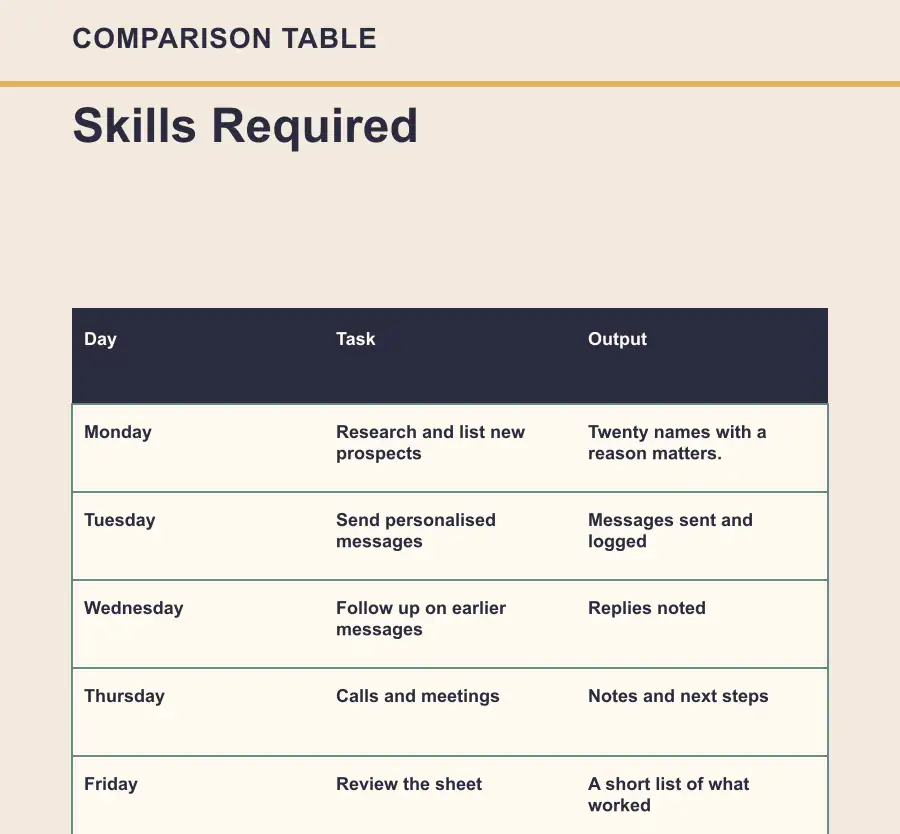 COMPARISON TABLE
Skills Required
Day Task Output
Monday Research and list new Twenty names with a
prospects reason matters.
Tuesday Send personalised Messages sent and
messages logged
Wednesday Follow up on earlier Replies noted
messages
Thursday Calls and meetings Notes and next steps
Friday Review the sheet A short list of what
worked